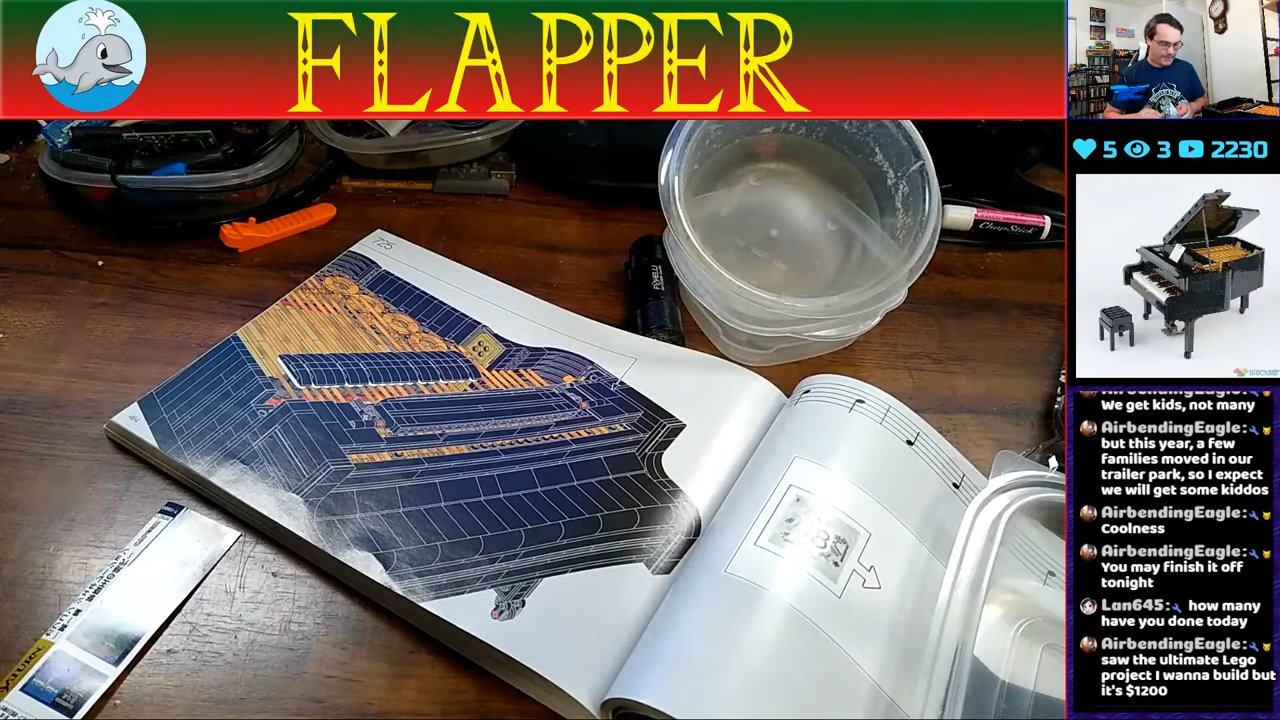 FLAPPER
5 3 2230
725
FOVELLI
ChapStick
We get kids, not many
AirbendingEagle:
but this year, a few
families moved in our
trailer park, so I expect
we will get some kiddos
AirbendingEagle:
Coolness
AirbendingEagle:
You may finish it off
tonight
Lan645: how many
have you done today
AirbendingEagle:
saw the ultimate Lego
project I wanna build but
it's $1200